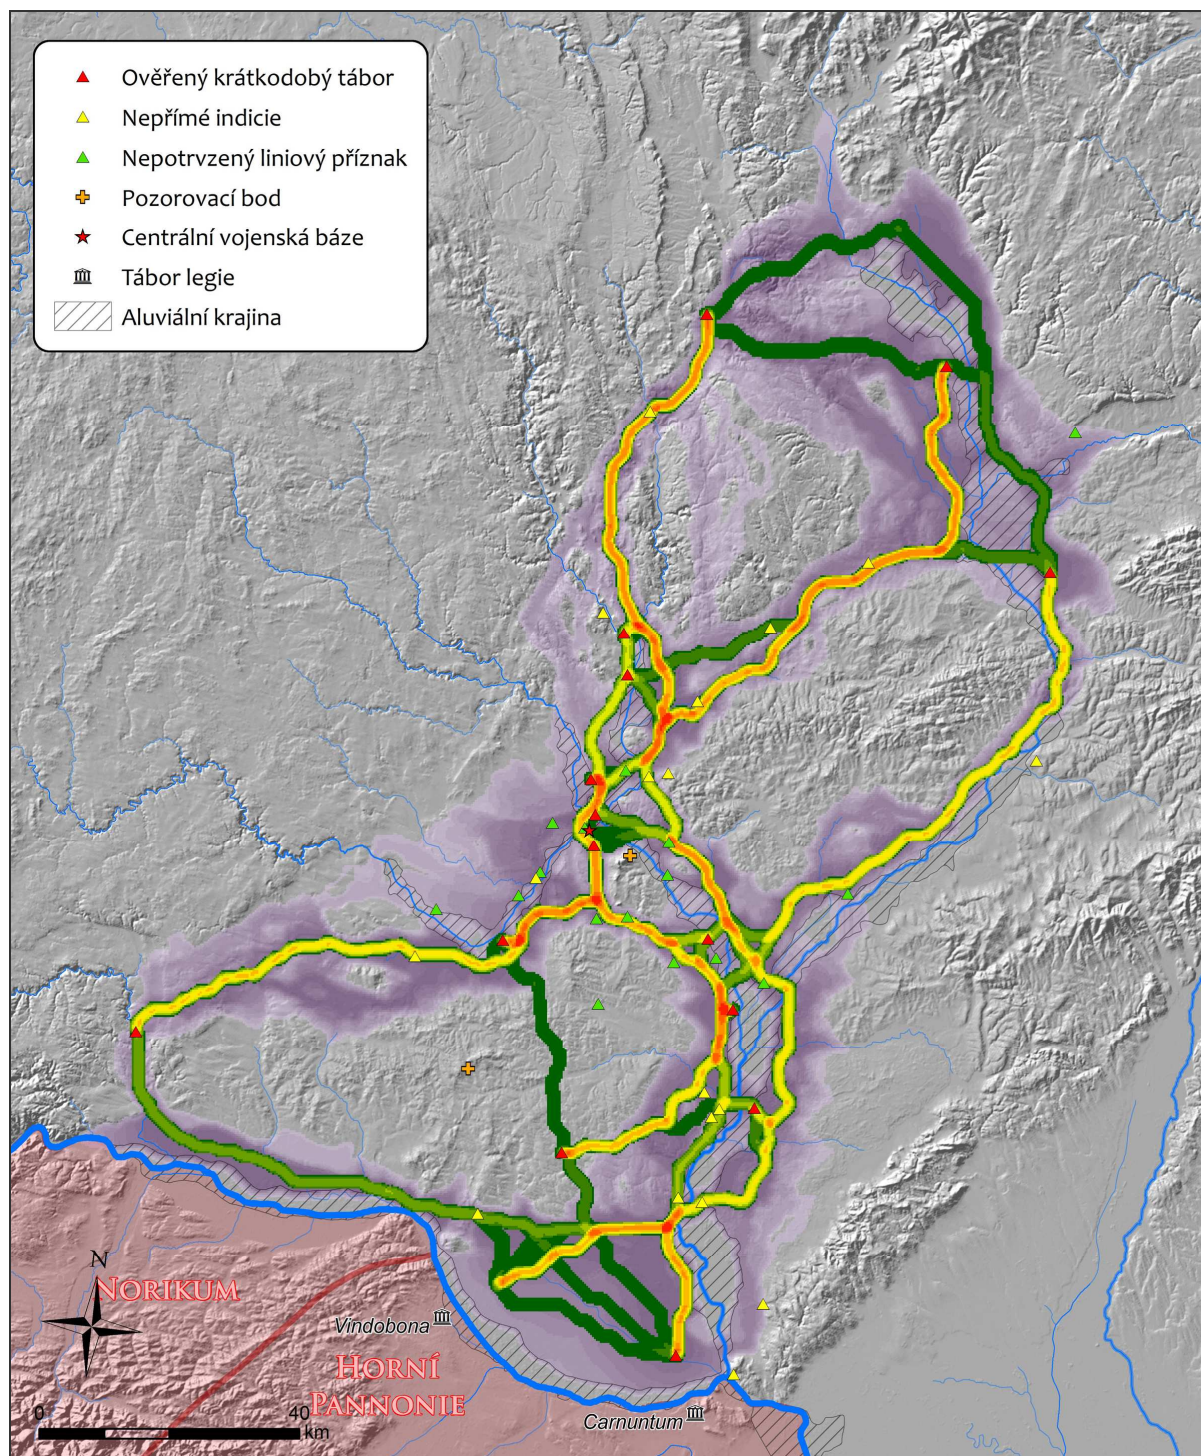 Ověřený krátkodobý tábor
Nepřímé indicie
Nepotrvzený liniový příznak
Pozorovací bod
Centrální vojenská báze
Tábor legie
Aluviální krajina
N
NORIKUM
Vindobona
HORNÍ
PANNONIE
Carnuntum
0 40
km